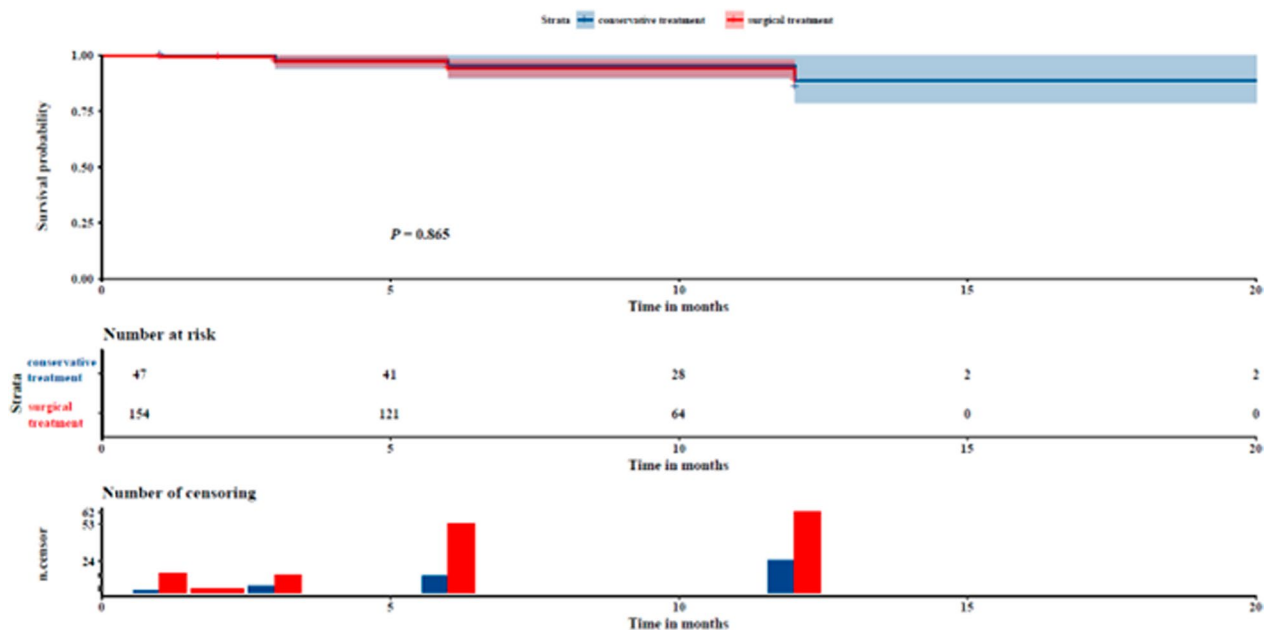 Strata conservative treatment surgical treatment
1.00
0.75
0.50
0.25
0.00
Survival probability
P = 0.865
0 5 10 15 20
Time in months
Number at risk
Strata
conservative treatment 47 41 28 2 2
surgical treatment 154 121 64 0 0
0 5 10 15 20
Time in months
Number of censoring
n.censor
62
53
24
0 5 10 15 20
Time in months